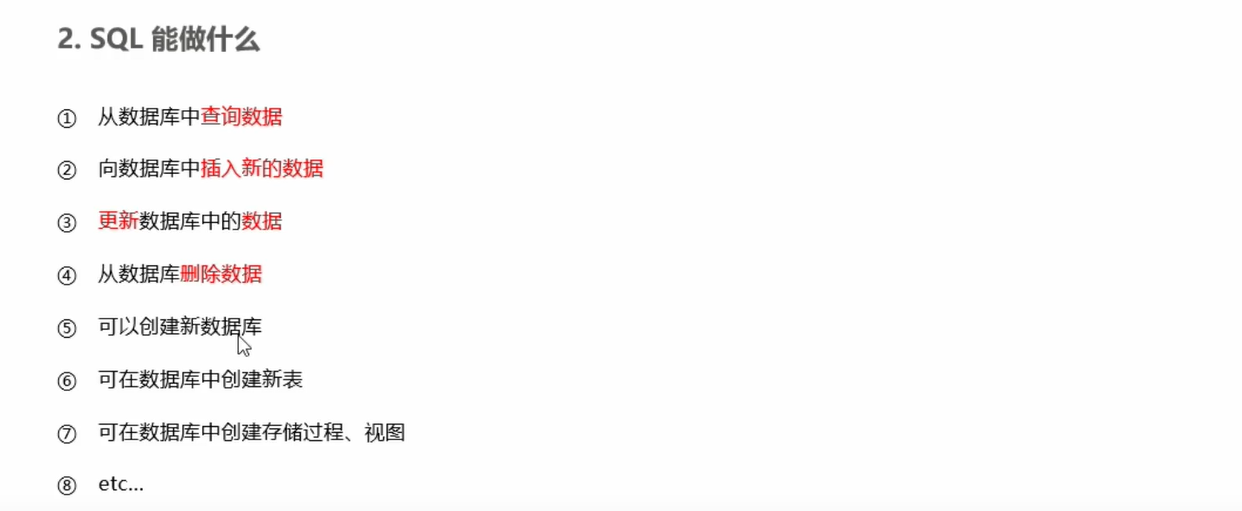 2. SQL 能做什么
① 从数据库中查询数据
② 向数据库中插入新的数据
③ 更新数据库中的数据
④ 从数据库删除数据
⑤ 可以创建新数据库
⑥ 可在数据库中创建新表
⑦ 可在数据库中创建存储过程、视图
⑧ etc...